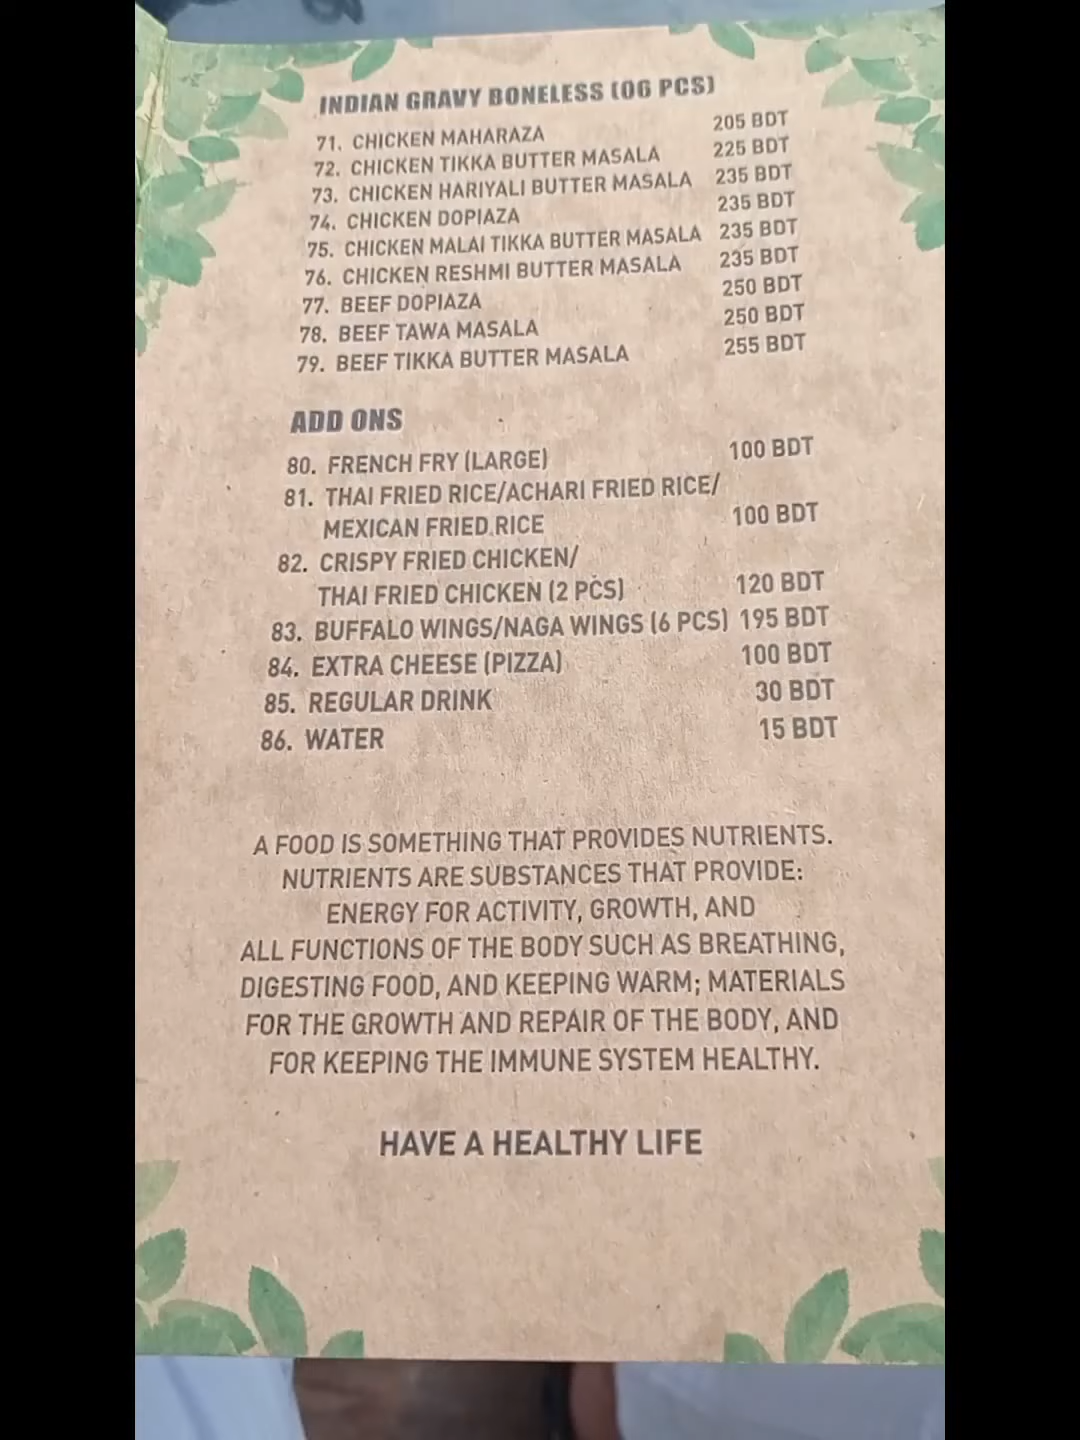 INDIAN GRAVY BONELESS (06 PCS)
71. CHICKEN MAHARAZA 205 BDT
72. CHICKEN TIKKA BUTTER MASALA 225 BDT
73. CHICKEN HARIYALI BUTTER MASALA 235 BDT
74. CHICKEN DOPIAZA 235 BDT
75. CHICKEN MALAI TIKKA BUTTER MASALA 235 BDT
76. CHICKEN RESHMI BUTTER MASALA 235 BDT
77. BEEF DOPIAZA 250 BDT
78. BEEF TAWA MASALA 250 BDT
79. BEEF TIKKA BUTTER MASALA 255 BDT
ADD ONS
80. FRENCH FRY (LARGE) 100 BDT
81. THAI FRIED RICE/ACHARI FRIED RICE/
MEXICAN FRIED RICE 100 BDT
82. CRISPY FRIED CHICKEN/
THAI FRIED CHICKEN (2 PCS) 120 BDT
83. BUFFALO WINGS/NAGA WINGS (6 PCS) 195 BDT
84. EXTRA CHEESE (PIZZA) 100 BDT
85. REGULAR DRINK 30 BDT
86. WATER 15 BDT
A FOOD IS SOMETHING THAT PROVIDES NUTRIENTS.
NUTRIENTS ARE SUBSTANCES THAT PROVIDE:
ENERGY FOR ACTIVITY, GROWTH, AND
ALL FUNCTIONS OF THE BODY SUCH AS BREATHING,
DIGESTING FOOD, AND KEEPING WARM; MATERIALS
FOR THE GROWTH AND REPAIR OF THE BODY, AND
FOR KEEPING THE IMMUNE SYSTEM HEALTHY.
HAVE A HEALTHY LIFE